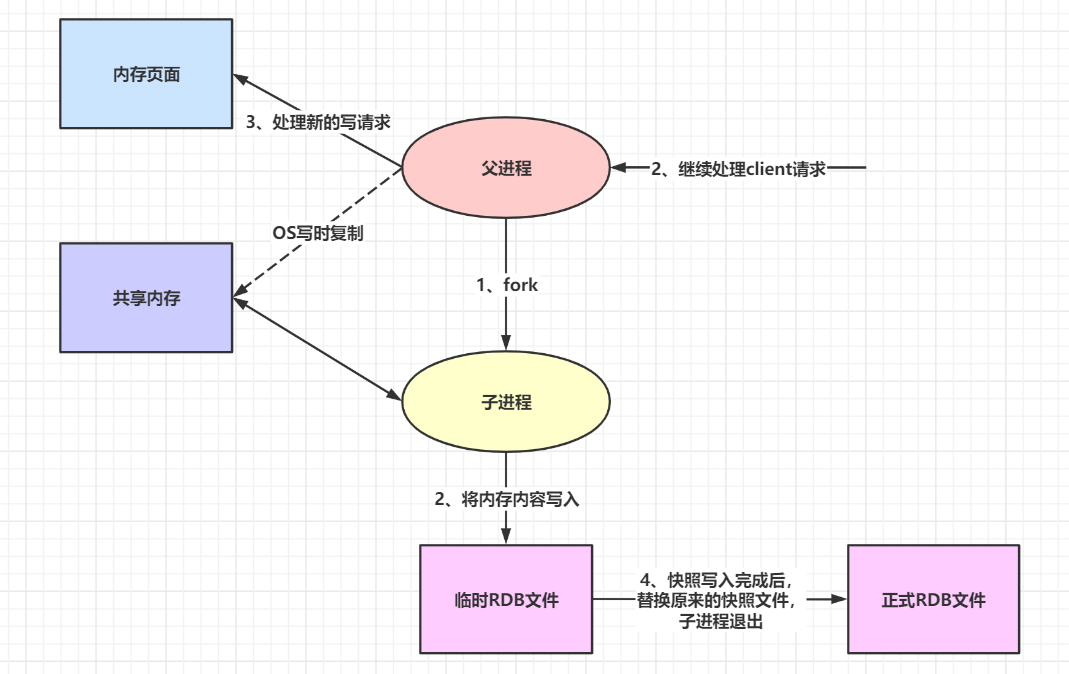 内存页面
3、处理新的写请求
父进程
2、继续处理client请求
OS写时复制
共享内存
1、fork
子进程
2、将内存内容写入
临时RDB文件
4、快照写入完成后，
替换原来的快照文件，
子进程退出
正式RDB文件